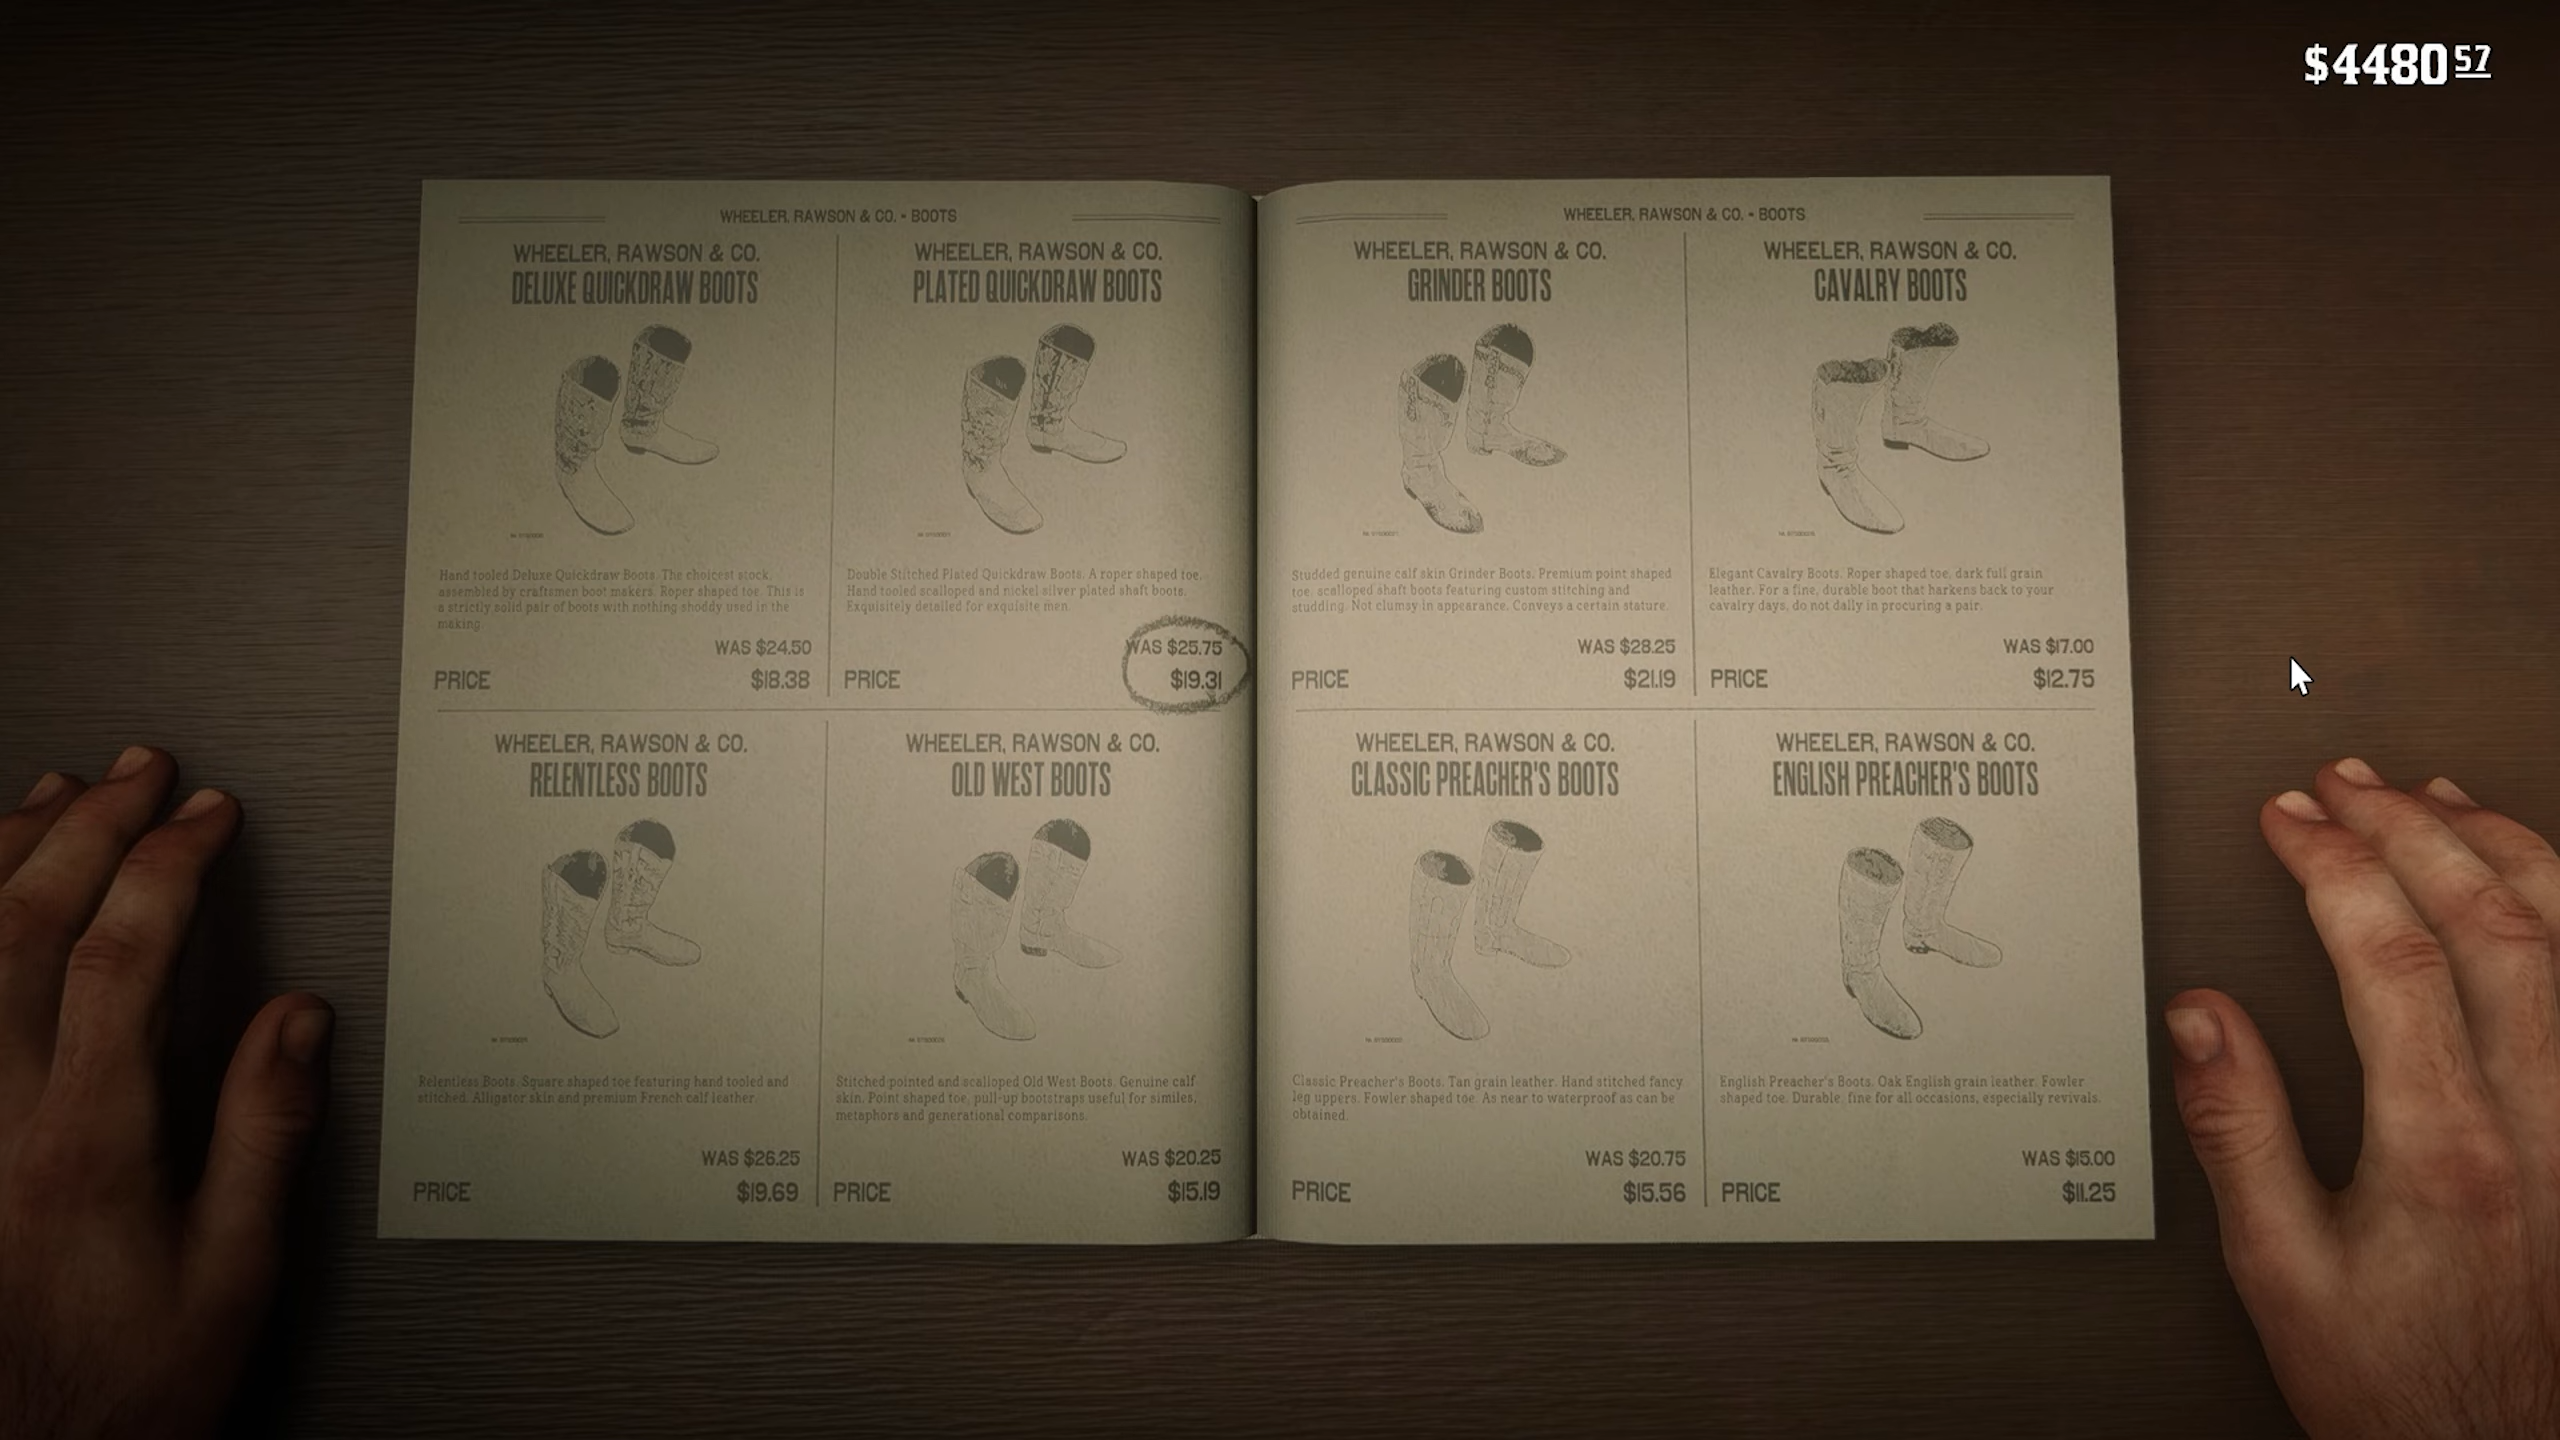 $4480 57
WHEELER, RAWSON & CO. - BOOTS
WHEELER, RAWSON & CO.
DELUXE QUICKDRAW BOOTS
Hand tooled Deluxe Quickdraw Boots. The choicest stock,
assembled by craftsmen boot makers. Roper shaped toe. This is
a strictly solid pair of boots with nothing shoddy used in the
making.
WAS $24.50
PRICE $18.38
WHEELER, RAWSON & CO.
PLATED QUICKDRAW BOOTS
Double Stitched Plated Quickdraw Boots. A roper shaped toe.
Hand tooled scalloped and nickel silver plated shaft boots.
Exquisitely detailed for exquisite men.
WAS $25.75
PRICE $19.31
WHEELER, RAWSON & CO.
RELENTLESS BOOTS
Relentless Boots. Square shaped toe featuring hand tooled and
stitched. Alligator skin and premium French calf leather.
WAS $26.25
PRICE $19.69
WHEELER, RAWSON & CO.
OLD WEST BOOTS
Stitched pointed and scalloped Old West Boots. Genuine calf
skin. Point shaped toe, pull-up bootstraps useful for similes,
metaphors and generational comparisons.
WAS $20.25
PRICE $15.19
WHEELER, RAWSON & CO. - BOOTS
WHEELER, RAWSON & CO.
GRINDER BOOTS
Studded genuine calf skin Grinder Boots. Premium point shaped
toe, scalloped shaft boots featuring custom stitching and
studding. Not clumsy in appearance. Conveys a certain stature.
WAS $28.25
PRICE $21.19
WHEELER, RAWSON & CO.
CAVALRY BOOTS
Elegant Cavalry Boots. Roper shaped toe, dark full grain
leather. For a fine, durable boot that harkens back to your
cavalry days, do not dally in procuring a pair.
WAS $17.00
PRICE $12.75
WHEELER, RAWSON & CO.
CLASSIC PREACHER'S BOOTS
Classic Preacher's Boots. Tan grain leather. Hand stitched fancy
leg uppers. Fowler shaped toe. As near to waterproof as can be
obtained.
WAS $20.75
PRICE $15.56
WHEELER, RAWSON & CO.
ENGLISH PREACHER'S BOOTS
English Preacher's Boots. Oak English grain leather. Fowler
shaped toe. Durable, fine for all occasions, especially revivals.
WAS $15.00
PRICE $11.25